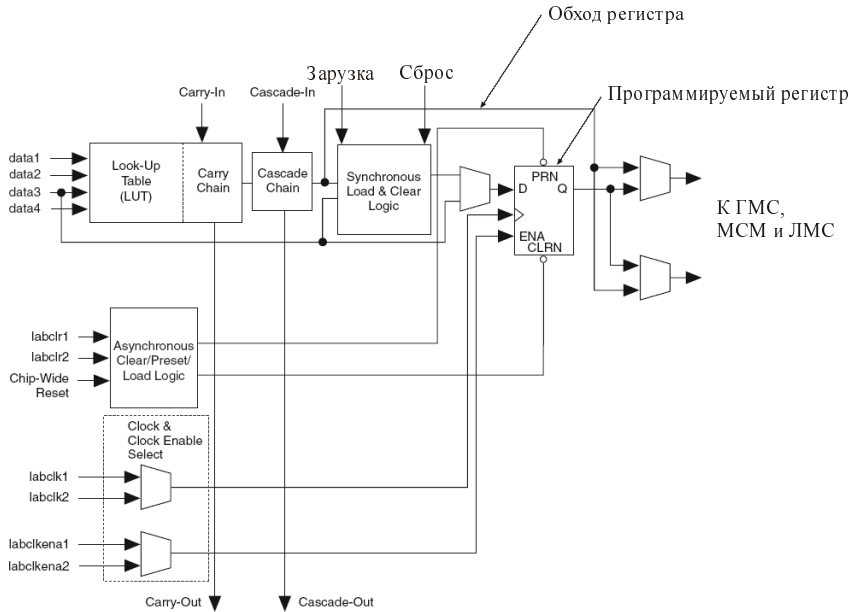 Обход регистра
Зарузка
Сброс
Carry-In
Cascade-In
Программируемый регистр
data1
data2
data3
data4
Look-Up
Table
(LUT)
Carry
Chain
Cascade
Chain
Synchronous
Load & Clear
Logic
PRN
D
Q
ENA
CLRN
К ГМС,
МСМ и ЛМС
labclr1
labclr2
Chip-Wide
Reset
Asynchronous
Clear/Preset/
Load Logic
Clock &
Clock Enable
Select
labclk1
labclk2
labclkena1
labclkena2
Carry-Out
Cascade-Out